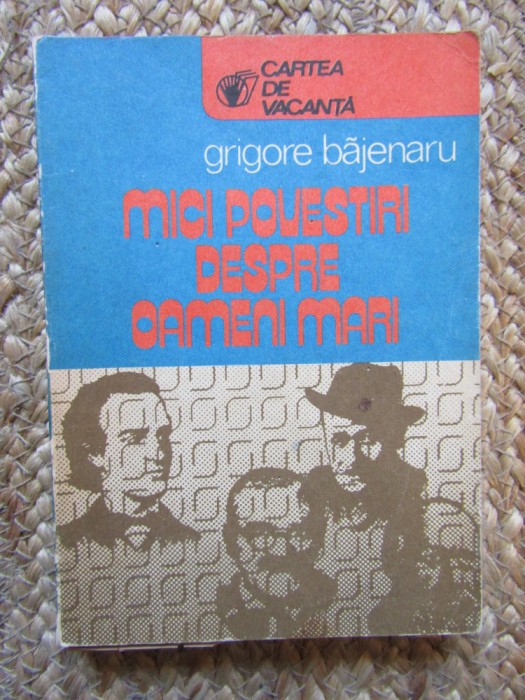 CARTEA
DE
VACANȚĂ
grigore băjenaru
MICI POVESTIRI
DESPRE
OAMENI MARI